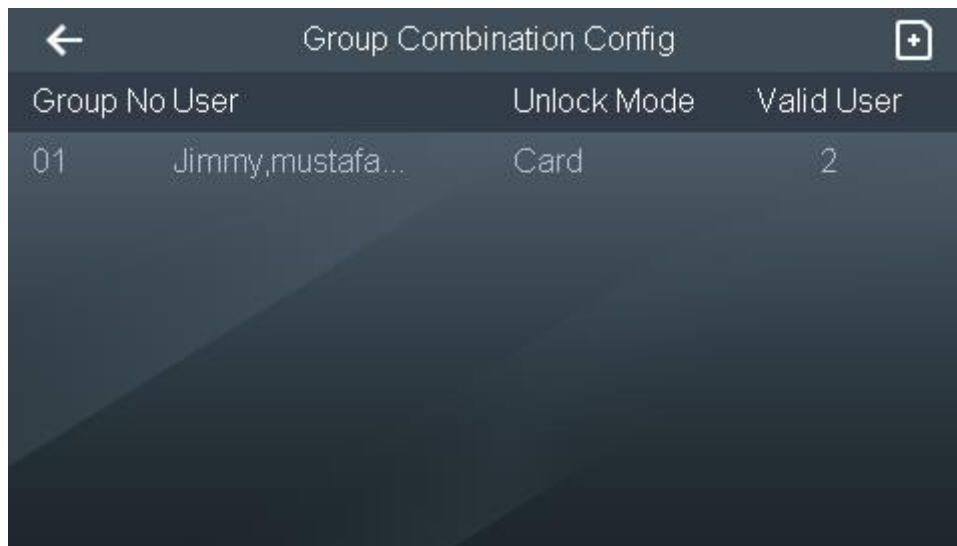 Group Combination Config
Group No User Unlock Mode Valid User
01 Jimmy,mustafa... Card 2